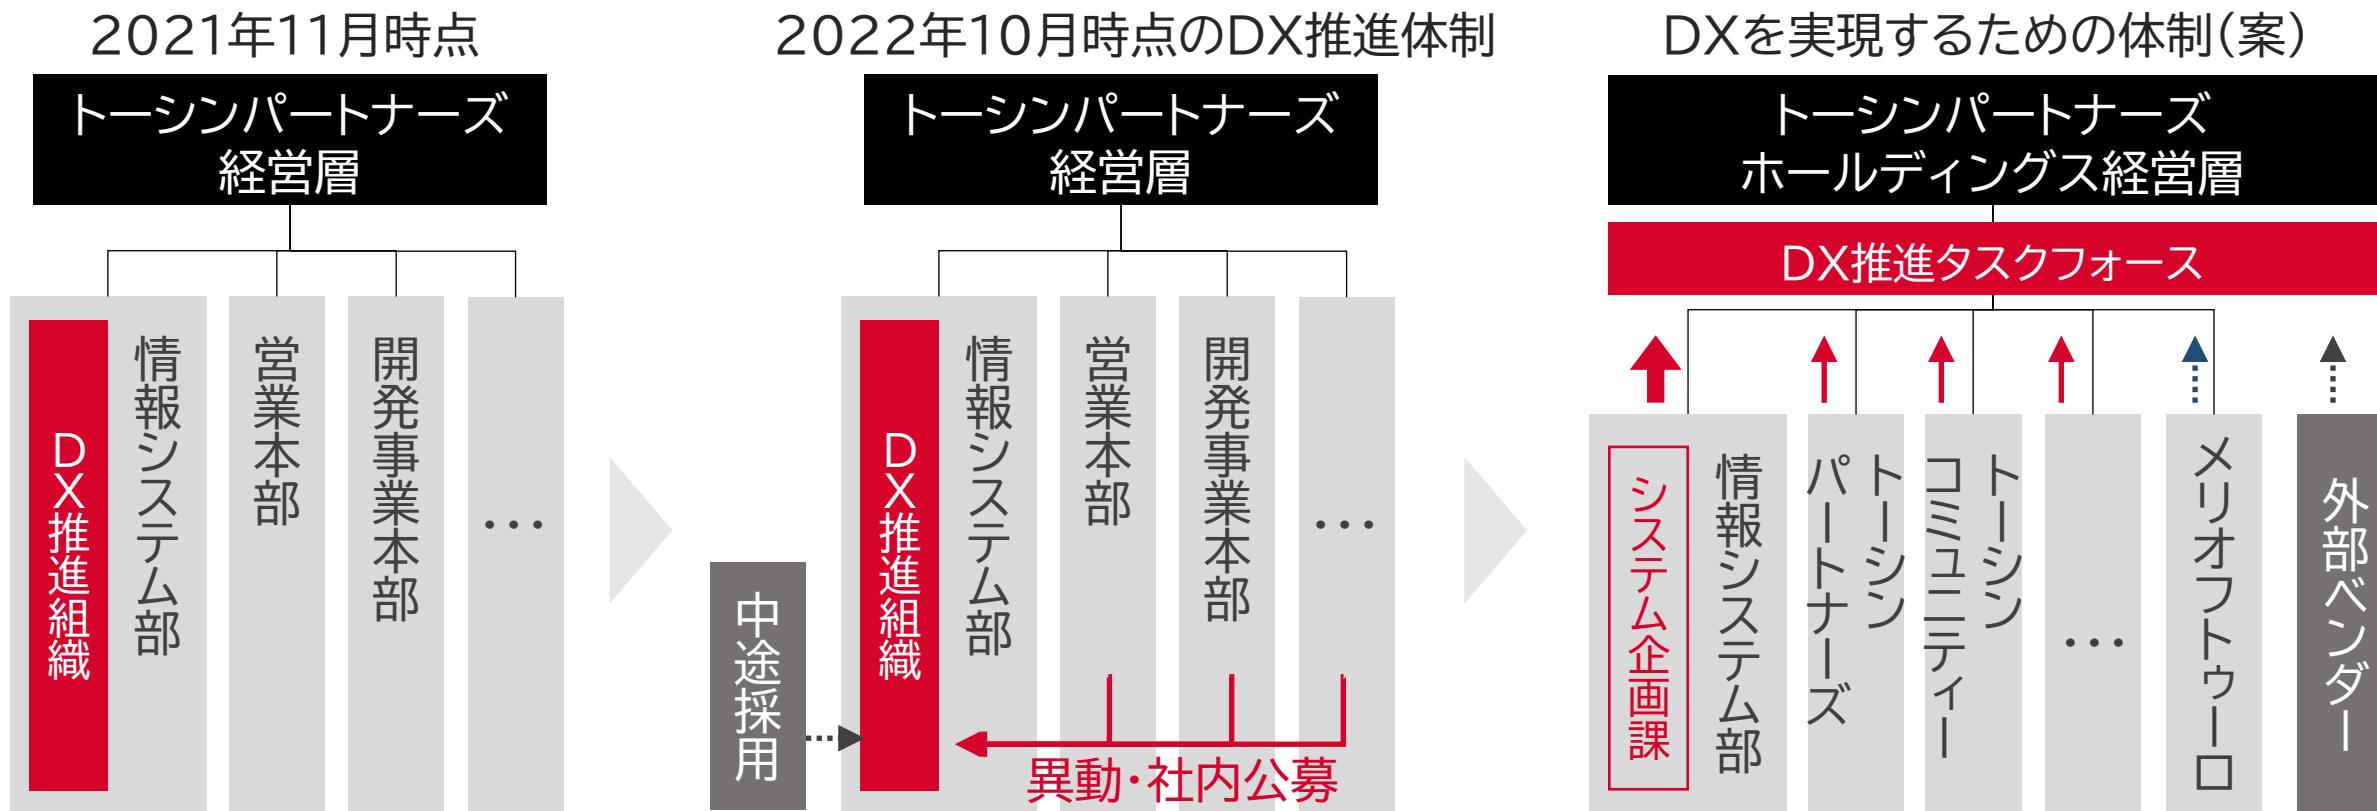 2021年11月時点
トーシンパートナーズ
経営層
DX推進組織
情報システム部
営業本部
開発事業本部
…
2022年10月時点のDX推進体制
トーシンパートナーズ
経営層
中途採用
DX推進組織
情報システム部
営業本部
開発事業本部
…
異動・社内公募
DXを実現するための体制（案）
トーシンパートナーズ
ホールディングス経営層
DX推進タスクフォース
システム企画課
情報システム部
トーシン
パートナーズ
トーシン
コミュニティー
…
メリオフトゥーロ
外部ベンダー